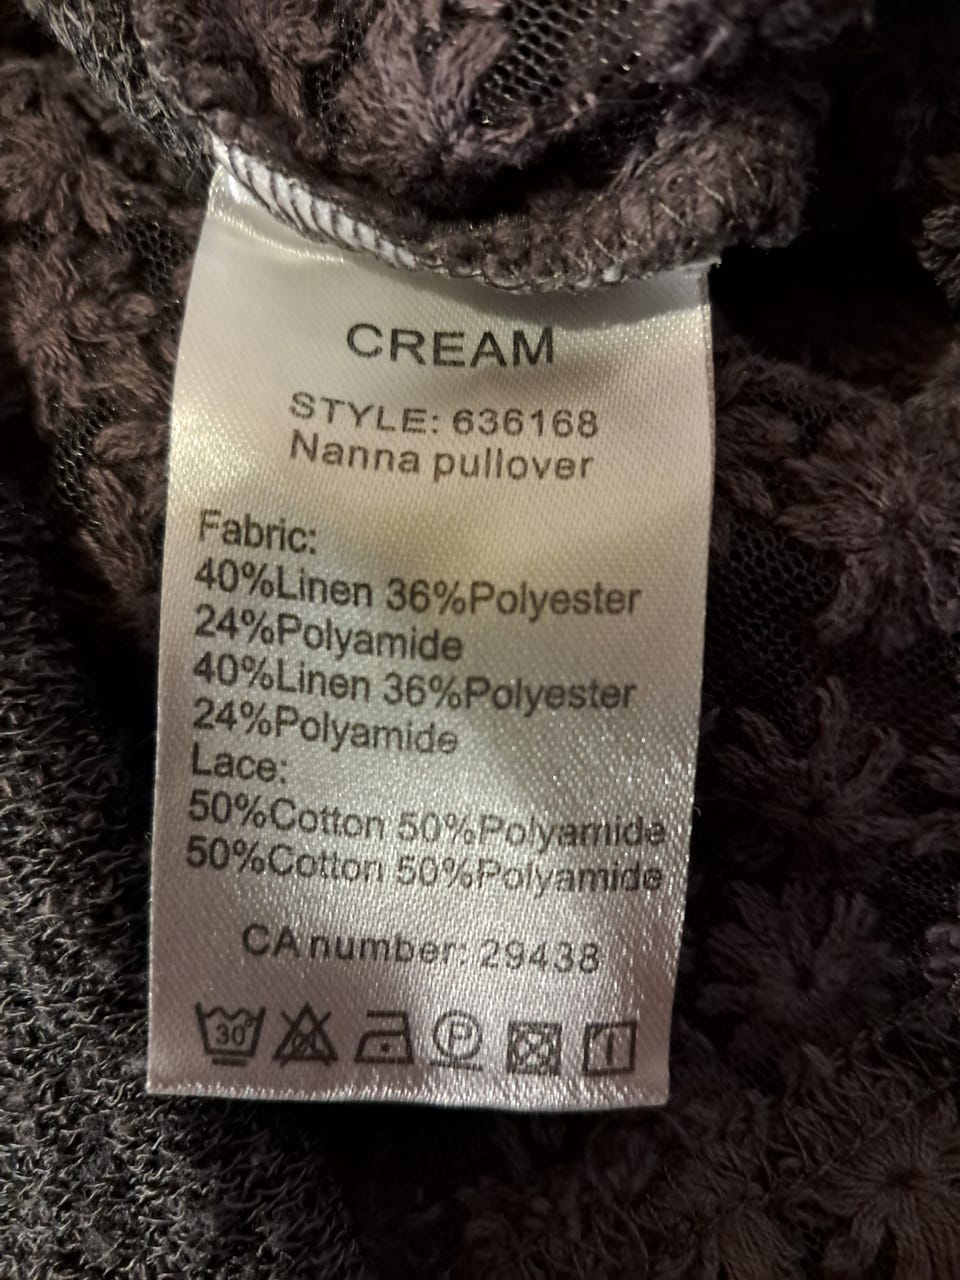 CREAM
STYLE: 636168
Nanna pullover
Fabric:
40%Linen 36%Polyester
24%Polyamide
40%Linen 36%Polyester
24%Polyamide
Lace:
50%Cotton 50%Polyamide
50%Cotton 50%Polyamide
CA number: 29438
30° P